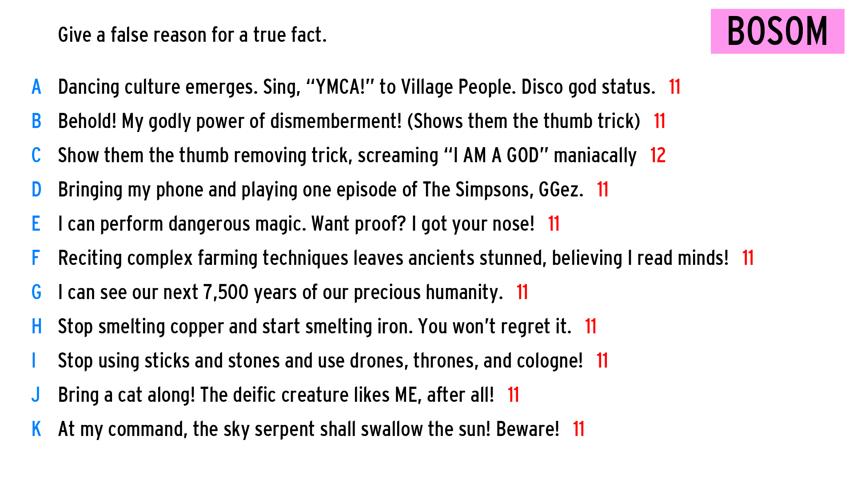 Give a false reason for a true fact.
BOSOM
A Dancing culture emerges. Sing, “YMCA!” to Village People. Disco god status. 11
B Behold! My godly power of dismemberment! (Shows them the thumb trick) 11
C Show them the thumb removing trick, screaming “I AM A GOD” maniacally 12
D Bringing my phone and playing one episode of The Simpsons, GGez. 11
E I can perform dangerous magic. Want proof? I got your nose! 11
F Reciting complex farming techniques leaves ancients stunned, believing I read minds! 11
G I can see our next 7,500 years of our precious humanity. 11
H Stop smelting copper and start smelting iron. You won’t regret it. 11
I Stop using sticks and stones and use drones, thrones, and cologne! 11
J Bring a cat along! The deific creature likes ME, after all! 11
K At my command, the sky serpent shall swallow the sun! Beware! 11